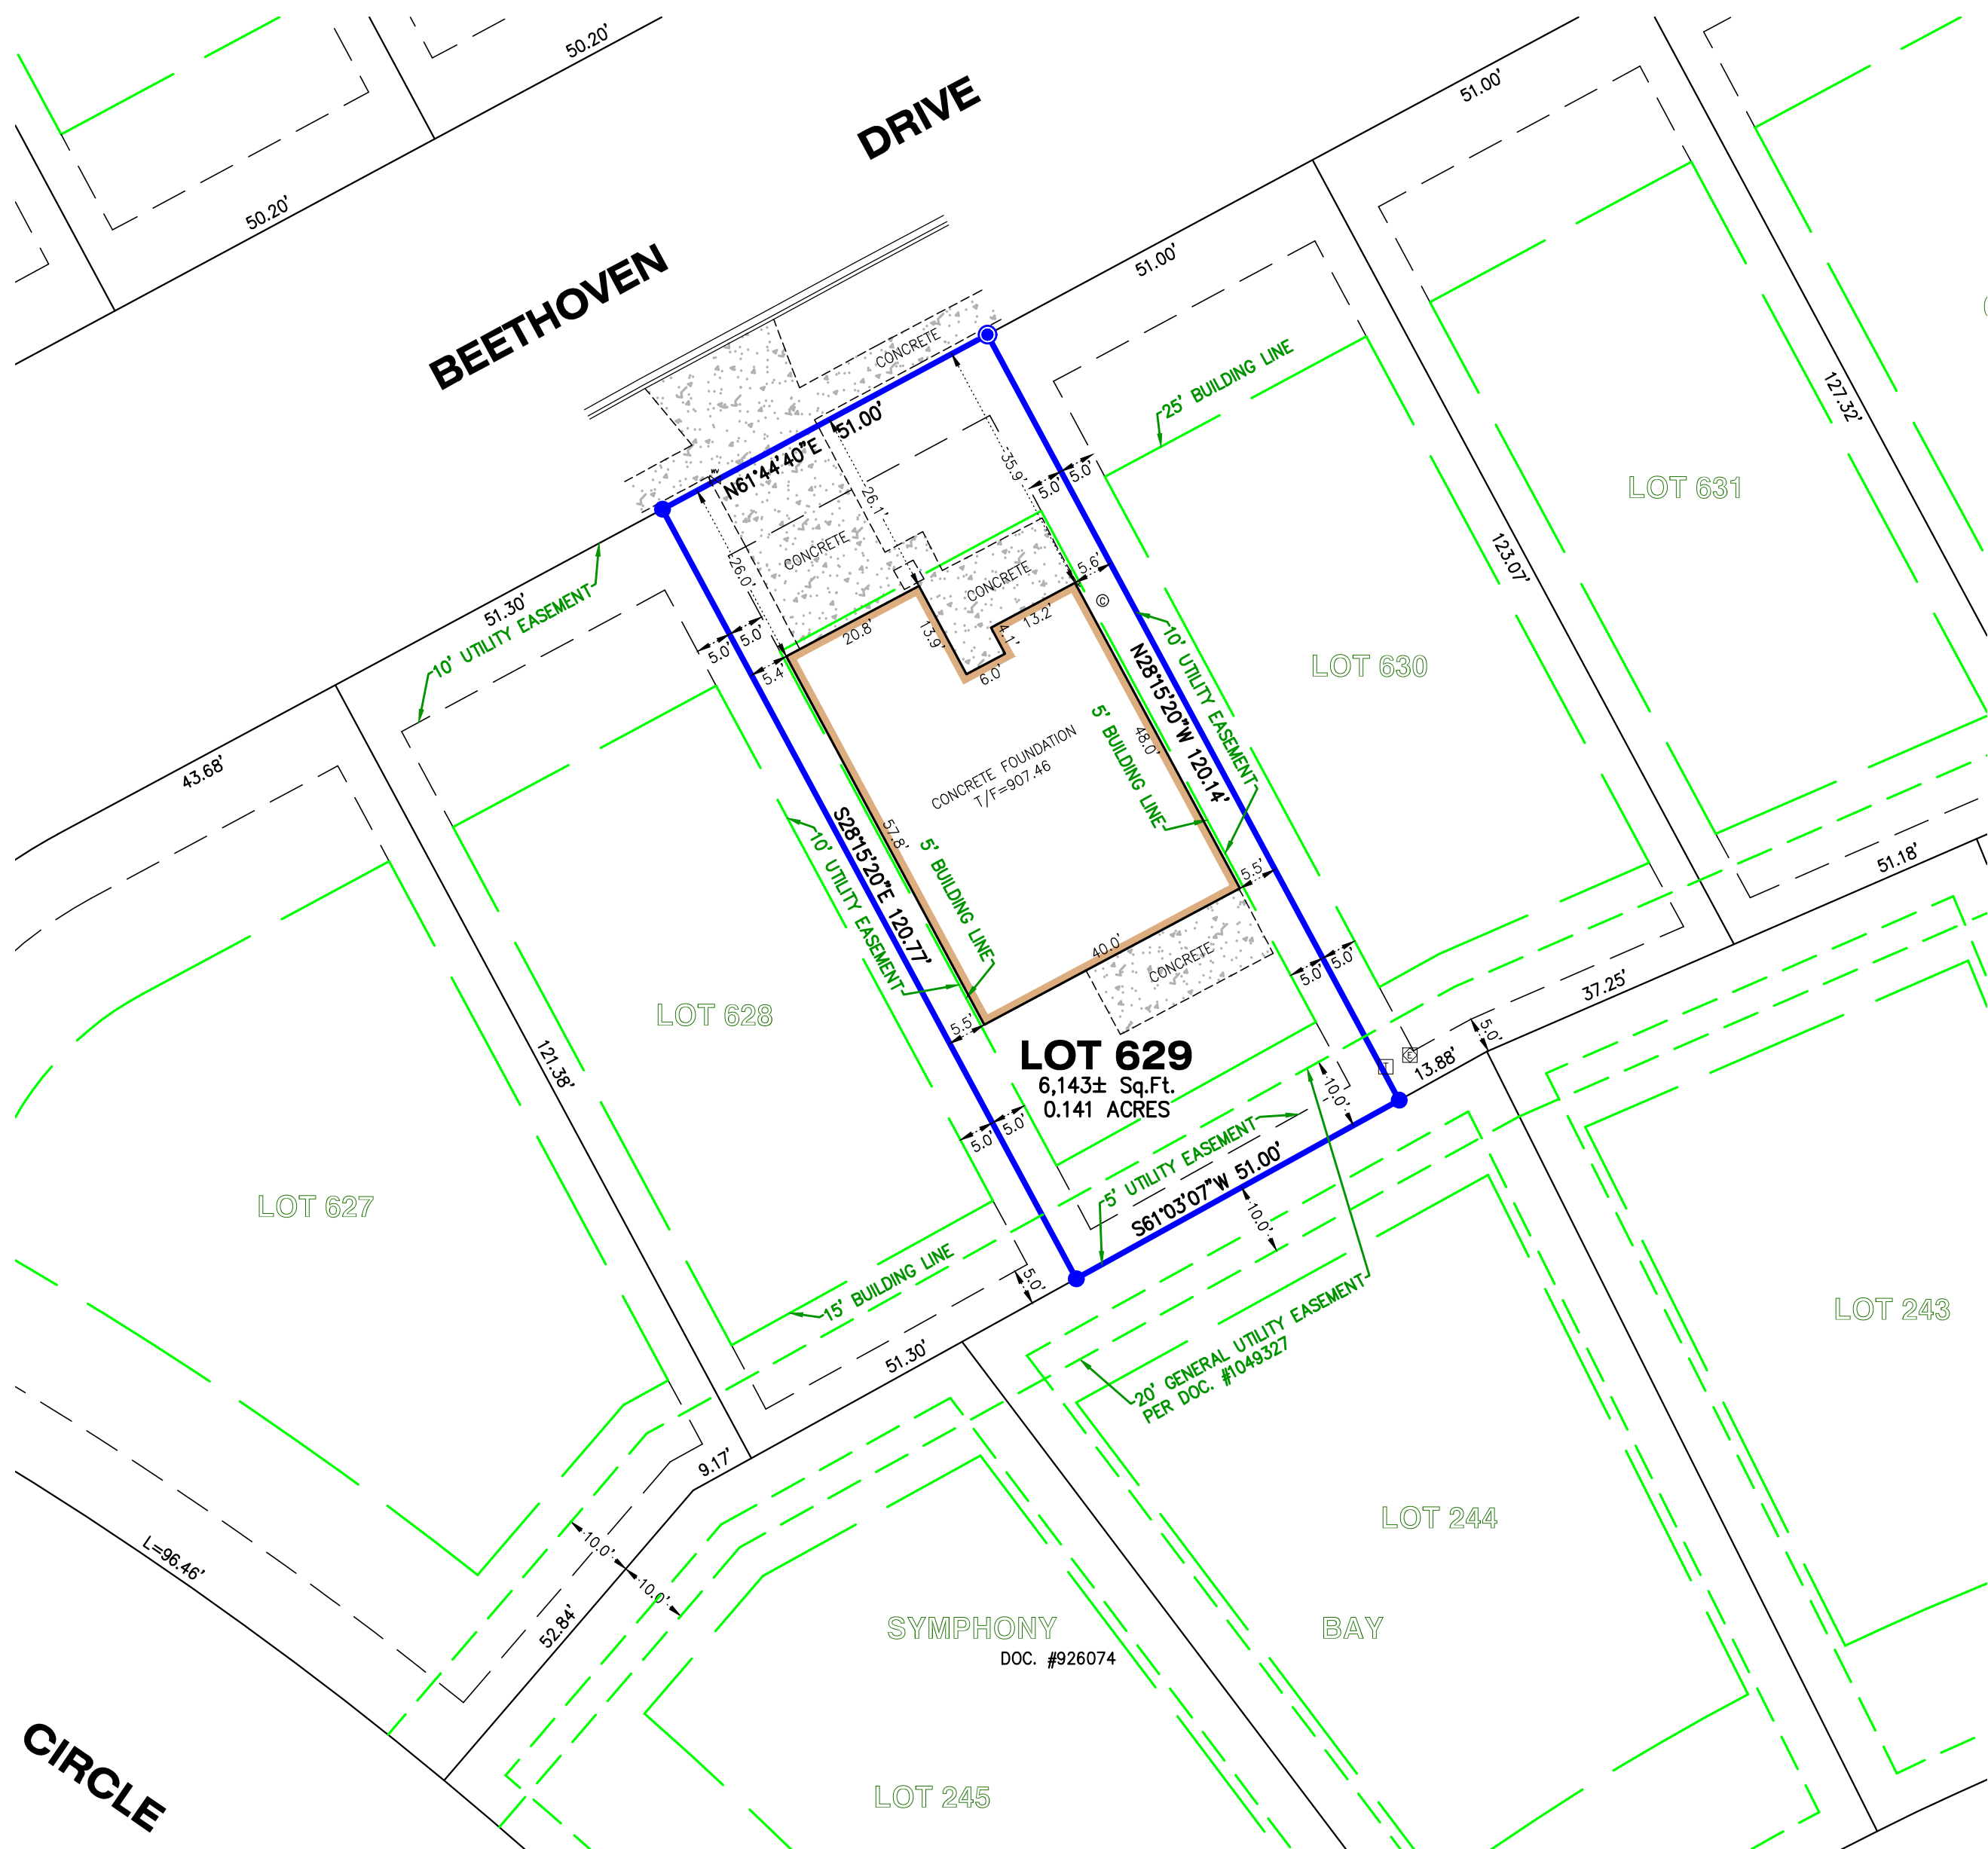 50.20'
50.20'
DRIVE
BEETHOVEN
51.00'
51.00'
127.32'
CONCRETE
25' BUILDING LINE
N61°44'40"E 51.00'
35.9'
26.1'
5.0'
5.0'
WV
LOT 631
26.0'
CONCRETE
CONCRETE
5.6'
123.07'
10' UTILITY EASEMENT
51.30'
5.0'
5.0'
5.4'
20.8'
13.9'
4.1'
13.2'
6.0'
C
LOT 630
N28°15'20"W 120.14'
10' UTILITY EASEMENT
5' BUILDING LINE
48.0'
43.68'
CONCRETE FOUNDATION
T/F=907.46
57.8'
5' BUILDING LINE
S28°15'20"E 120.77'
10' UTILITY EASEMENT
51.18'
5.5'
40.0'
CONCRETE
5.0'
5.0'
37.25'
LOT 628
5.5'
121.38'
LOT 629
6,143± Sq.Ft.
0.141 ACRES
E
T
5.0'
13.88'
10.0'
5.0'
5.0'
5' UTILITY EASEMENT
S61°03'07"W 51.00'
10.0'
LOT 627
15' BUILDING LINE
5.0'
LOT 243
20' GENERAL UTILITY EASEMENT
PER DOC. #1049327
51.30'
9.17'
LOT 244
L=96.46'
10.0'
10.0'
52.84'
SYMPHONY BAY
DOC. #926074
CIRCLE
LOT 245